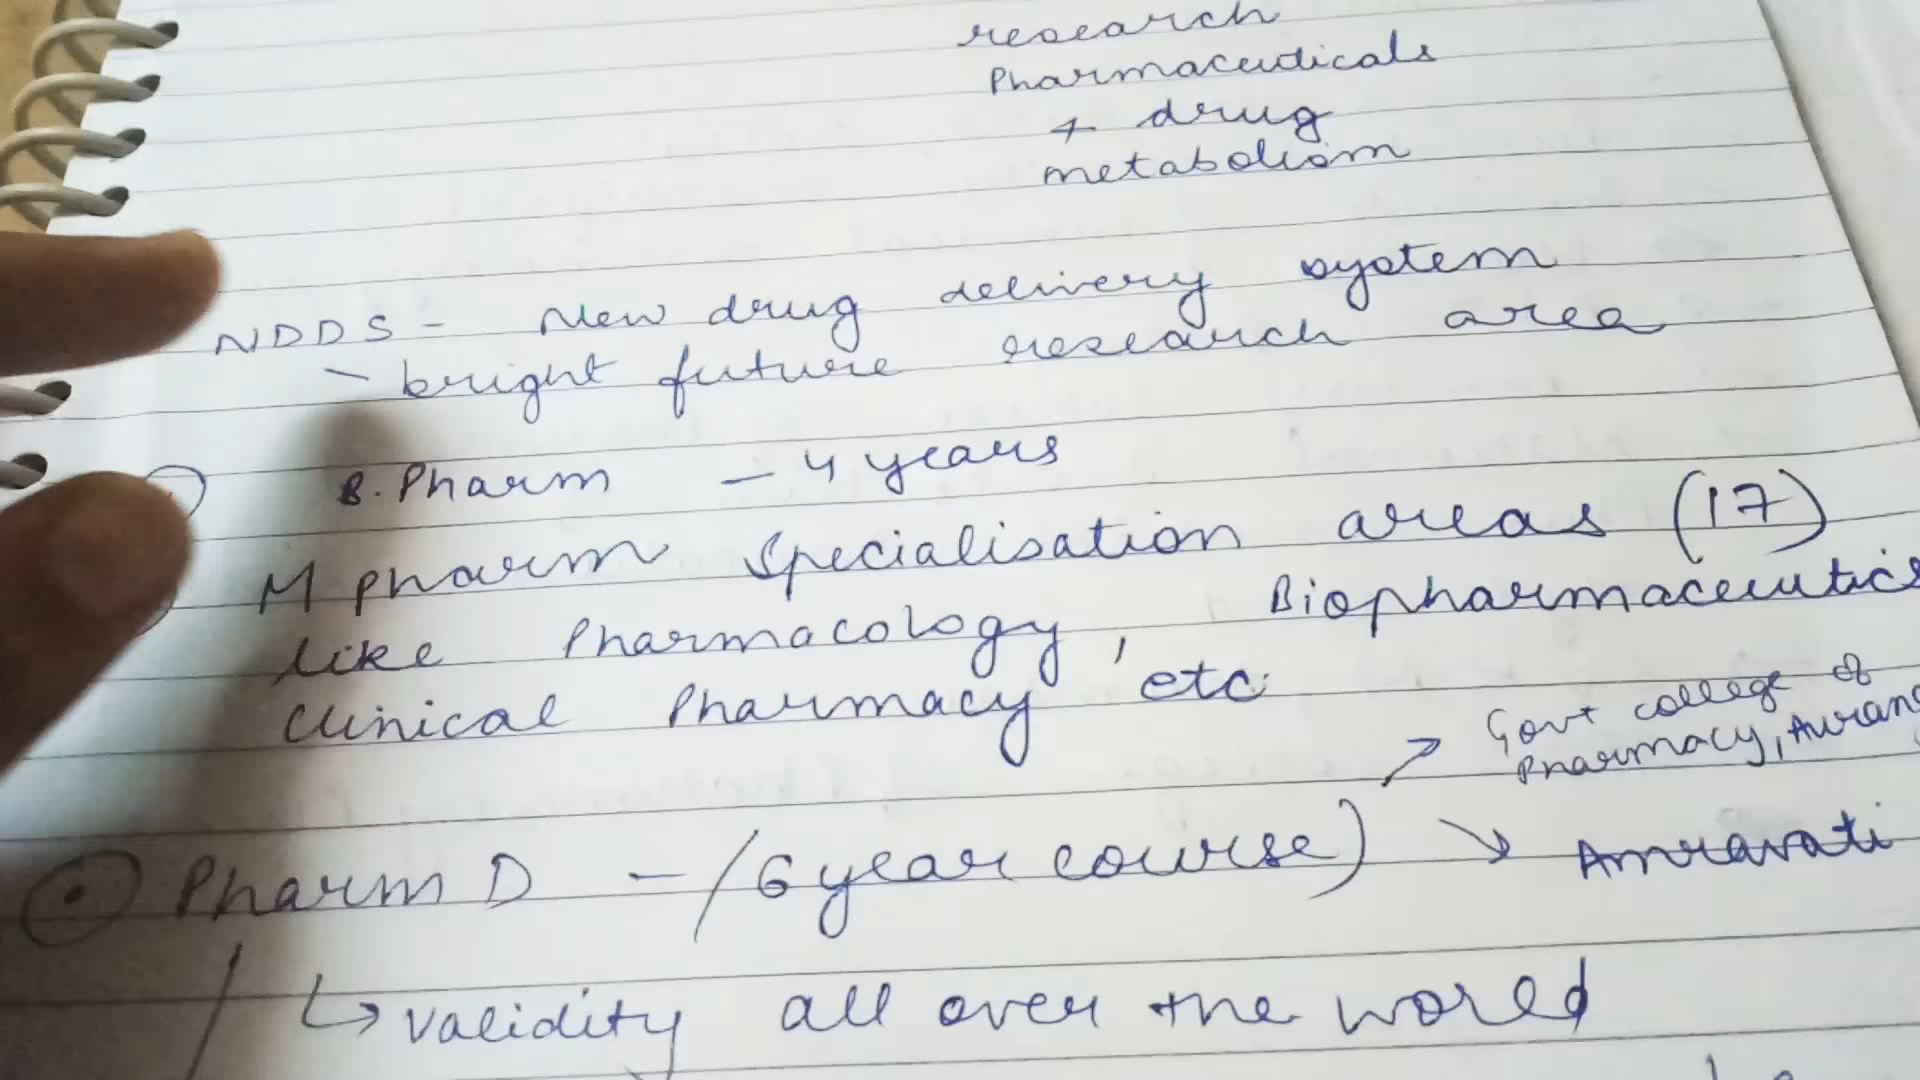 research
Pharmaceuticals
+ drug
metabolism
NDDS - New drug delivery system
- bright future research area
B. Pharm - 4 years
M pharm Specialisation areas (17)
like Pharmacology, Biopharmaceutics
Clinical Pharmacy etc.
Govt college of
Pharmacy, Aurang
Pharm D - (6 year course) → Amravati
↳ validity all over the world